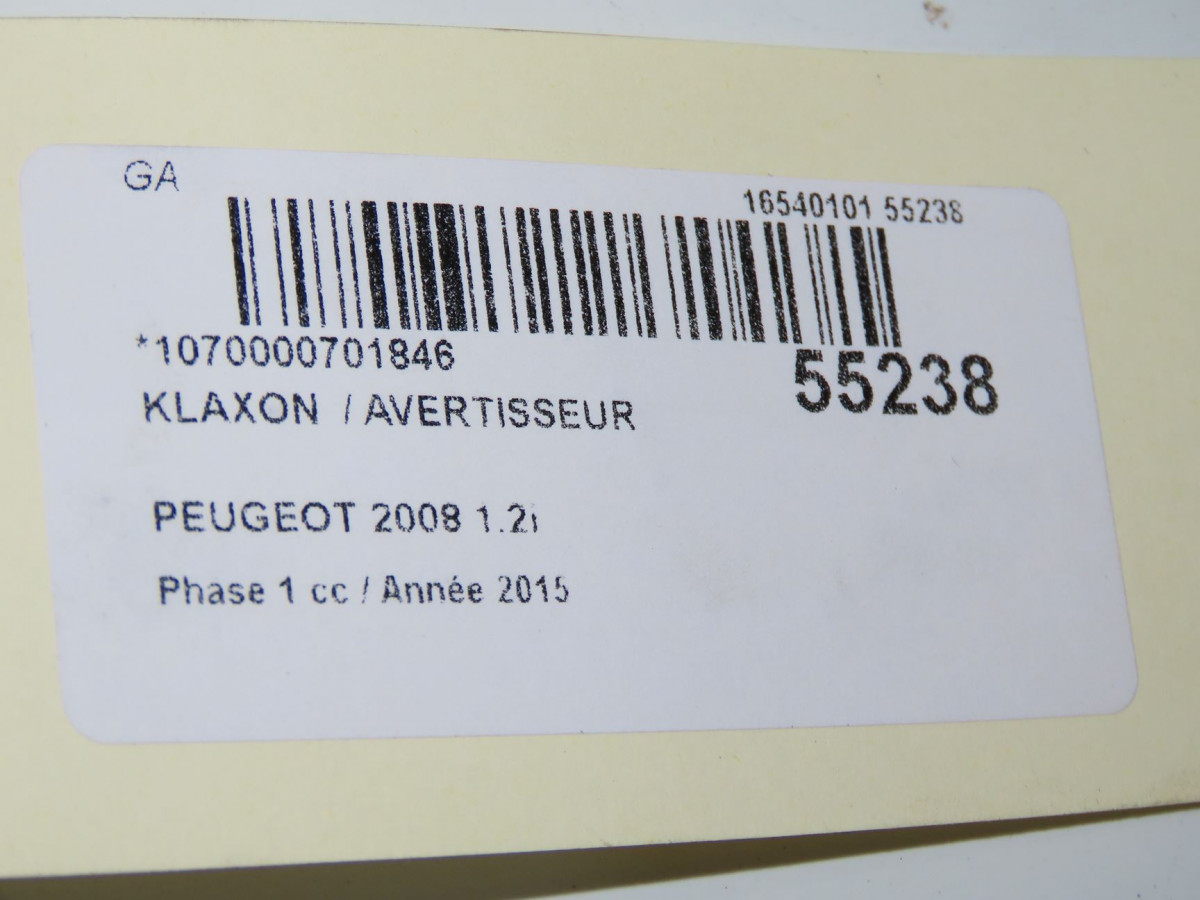 GA
16540101 55238
*1070000701846
55238
KLAXON / AVERTISSEUR
PEUGEOT 2008 1.2i
Phase 1 cc / Année 2015